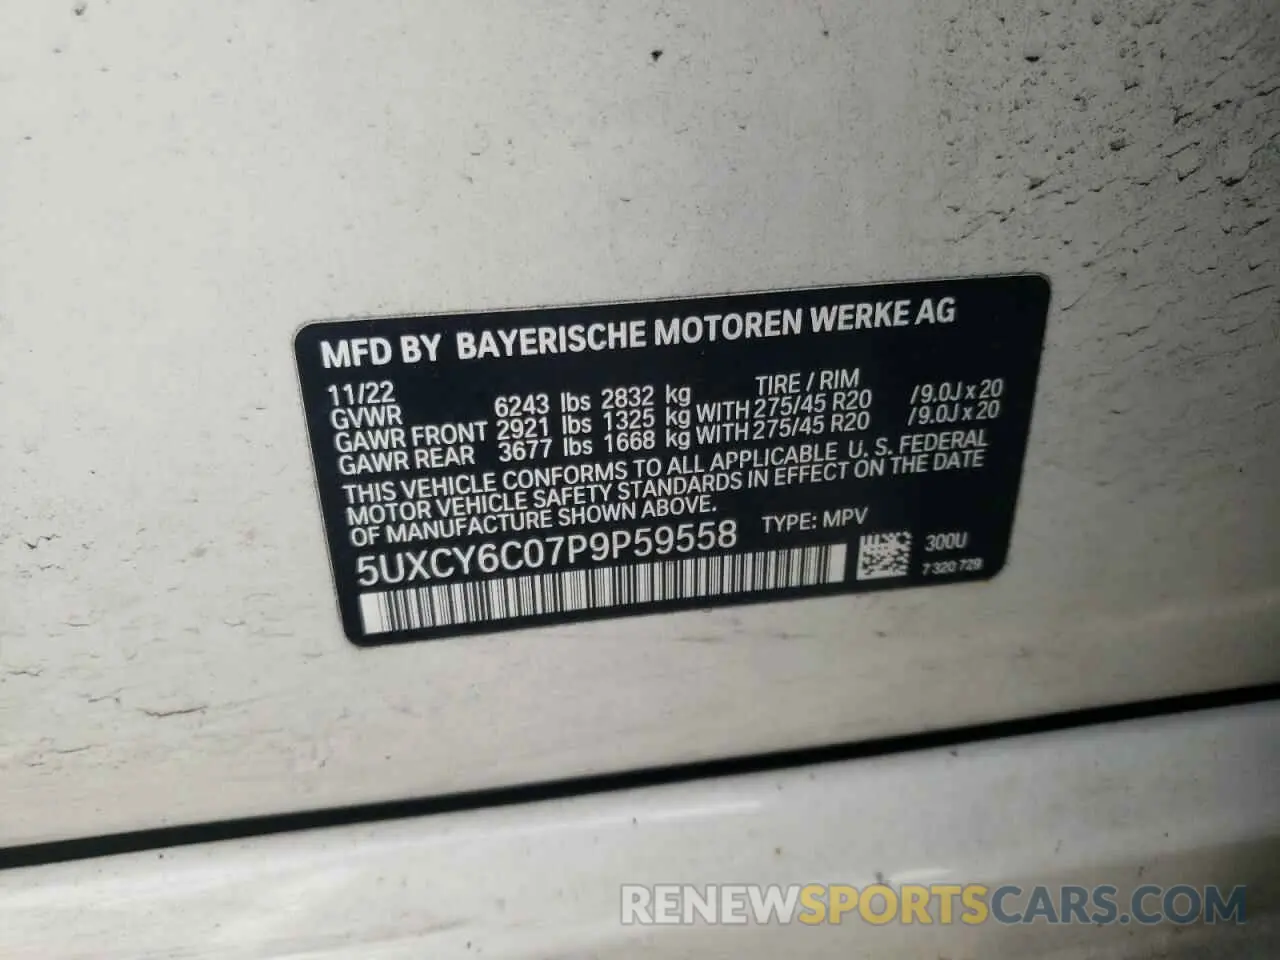 MFD BY BAYERISCHE MOTOREN WERKE AG
11/22 TIRE / RIM
GVWR 6243 lbs 2832 kg
GAWR FRONT 2921 lbs 1325 kg WITH 275/45 R20 /9.0J x 20
GAWR REAR 3677 lbs 1668 kg WITH 275/45 R20 /9.0J x 20
THIS VEHICLE CONFORMS TO ALL APPLICABLE U. S. FEDERAL
MOTOR VEHICLE SAFETY STANDARDS IN EFFECT ON THE DATE
OF MANUFACTURE SHOWN ABOVE.
5UXCY6C07P9P59558 TYPE: MPV
300U
7 320 729
RENEWSPORTSCARS.COM